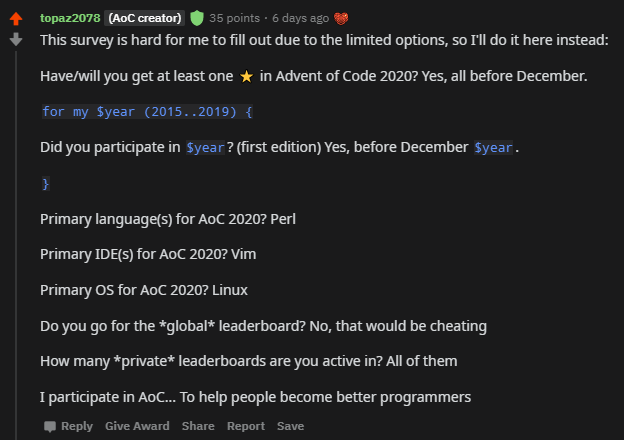 topaz2078 (AoC creator) 35 points · 6 days ago
This survey is hard for me to fill out due to the limited options, so I'll do it here instead:
Have/will you get at least one ⭐ in Advent of Code 2020? Yes, all before December.
for my $year (2015..2019) {
Did you participate in $year? (first edition) Yes, before December $year.
}
Primary language(s) for AoC 2020? Perl
Primary IDE(s) for AoC 2020? Vim
Primary OS for AoC 2020? Linux
Do you go for the *global* leaderboard? No, that would be cheating
How many *private* leaderboards are you active in? All of them
I participate in AoC... To help people become better programmers
Reply Give Award Share Report Save